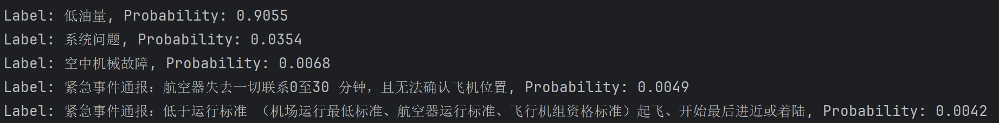 Label: 低油量, Probability: 0.9055
Label: 系统问题, Probability: 0.0354
Label: 空中机械故障, Probability: 0.0068
Label: 紧急事件通报：航空器失去一切联系0至30 分钟，且无法确认飞机位置, Probability: 0.0049
Label: 紧急事件通报：低于运行标准 （机场运行最低标准、航空器运行标准、飞行机组资格标准）起飞、开始最后进近或着陆, Probability: 0.0042